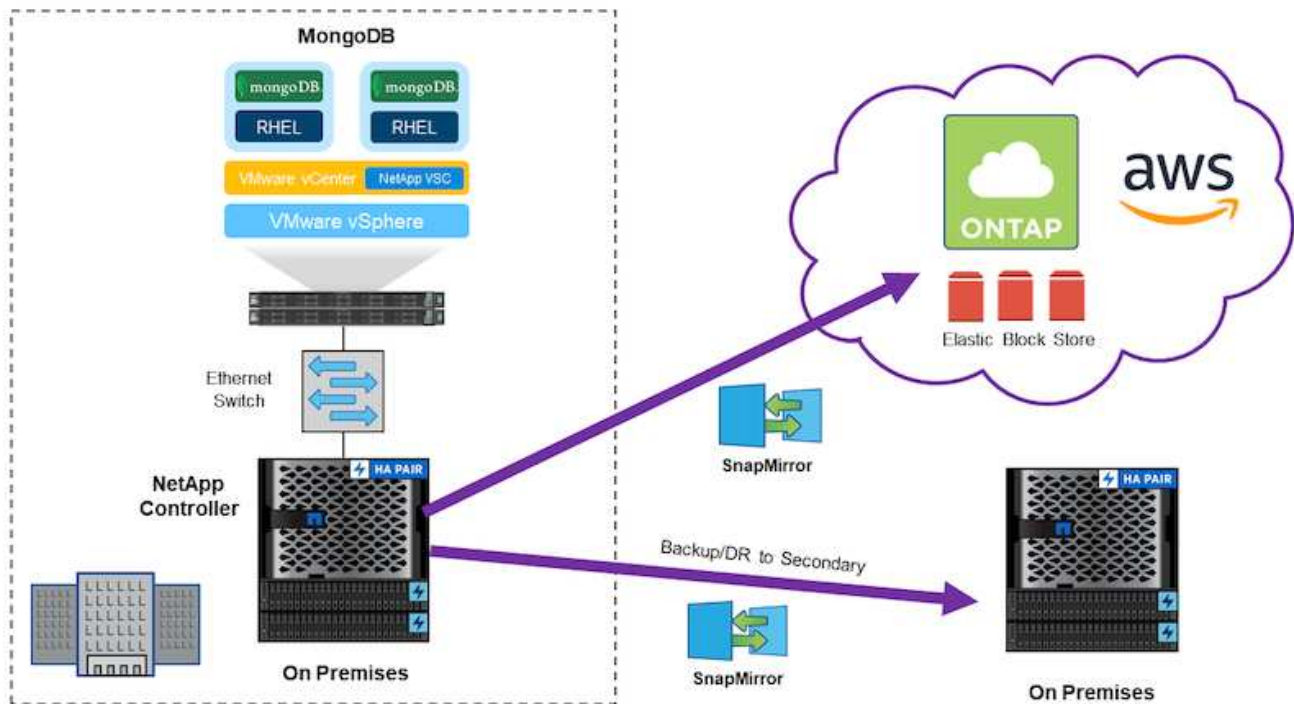 MongoDB
mongoDB
mongoDB
RHEL
RHEL
VMware vCenter
NetApp VSC
VMware vSphere
Ethernet
Switch
NetApp
Controller
HA PAIR
On Premises
ONTAP
aws
Elastic Block Store
SnapMirror
Backup/DR to Secondary
SnapMirror
HA PAIR
On Premises